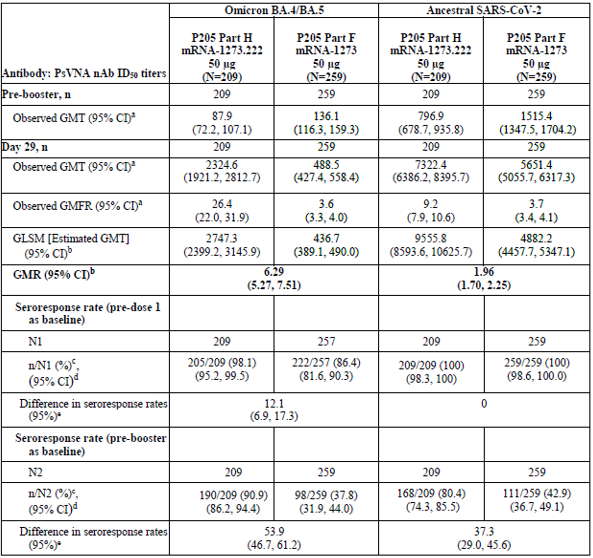 Omicron BA.4/BA.5 Ancestral SARS-CoV-2
Antibody: PsVNA nAb ID50 titers
P205 Part H
mRNA-1273.222
50 µg
(N=209)
P205 Part F
mRNA-1273
50 µg
(N=259)
P205 Part H
mRNA-1273.222
50 µg
(N=209)
P205 Part F
mRNA-1273
50 µg
(N=259)
Pre-booster, n 209 259 209 259
Observed GMT (95% CI)a 87.9 136.1 796.9 1515.4
(72.2, 107.1) (116.3, 159.3) (678.7, 935.8) (1347.5, 1704.2)
Day 29, n 209 259 209 259
Observed GMT (95% CI)a 2324.6 488.5 7322.4 5651.4
(1921.2, 2812.7) (427.4, 558.4) (6386.2, 8395.7) (5055.7, 6317.3)
Observed GMFR (95% CI)a 26.4 3.6 9.2 3.7
(22.0, 31.9) (3.3, 4.0) (7.9, 10.6) (3.4, 4.1)
GLSM [Estimated GMT] 2747.3 436.7 9555.8 4882.2
(95% CI)b (2399.2, 3145.9) (389.1, 490.0) (8593.6, 10625.7) (4457.7, 5347.1)
GMR (95% CI)b 6.29 1.96
(5.27, 7.51) (1.70, 2.25)
Seroresponse rate (pre-dose 1
as baseline)
N1 209 257 209 259
n/N1 (%)c, 205/209 (98.1) 222/257 (86.4) 209/209 (100) 259/259 (100)
(95% CI)d (95.2, 99.5) (81.6, 90.3) (98.3, 100) (98.6, 100.0)
Difference in seroresponse rates 12.1 0
(95%)e (6.9, 17.3)
Seroresponse rate (pre-booster
as baseline)
N2 209 259 209 259
n/N2 (%)c, 190/209 (90.9) 98/259 (37.8) 168/209 (80.4) 111/259 (42.9)
(95% CI)d (86.2, 94.4) (31.9, 44.0) (74.3, 85.5) (36.7, 49.1)
Difference in seroresponse rates 53.9 37.3
(95%)e (46.7, 61.2) (29.0, 45.6)